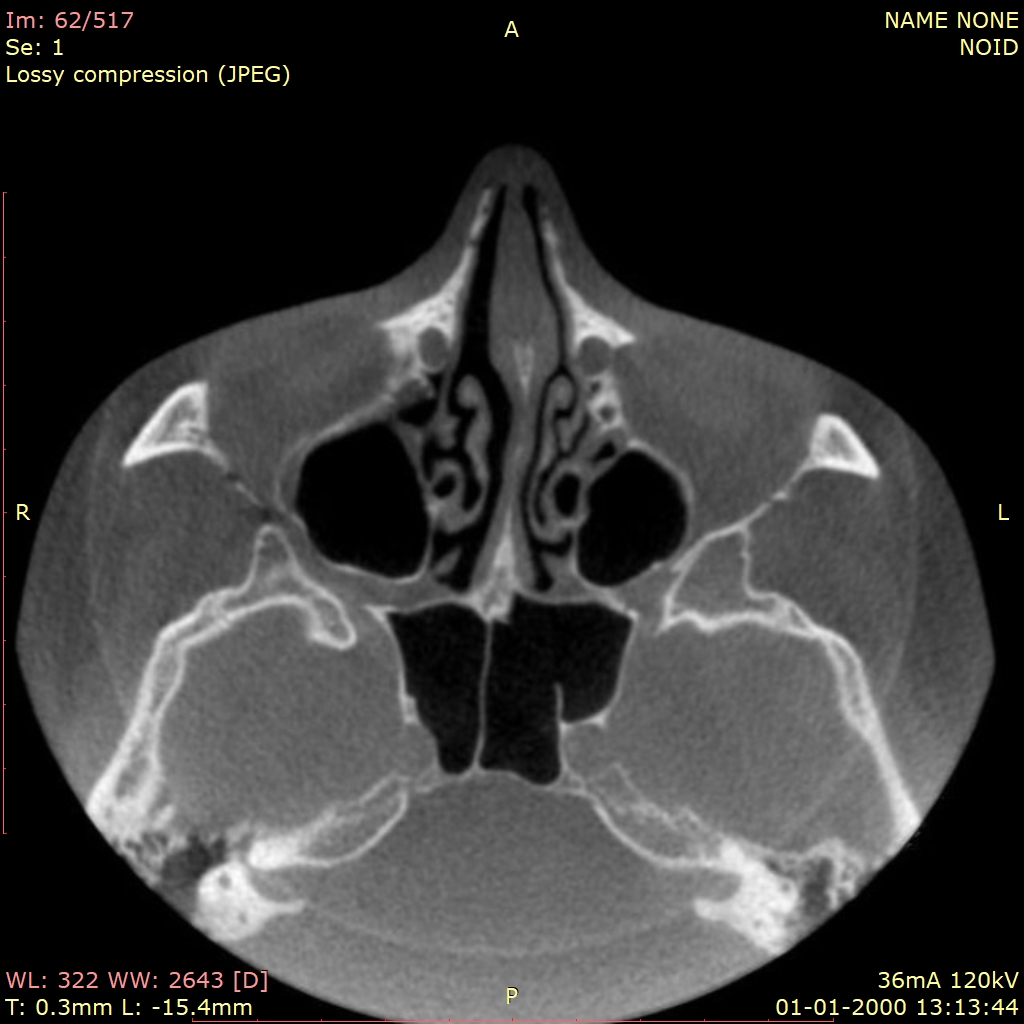 Im: 62/517
Se: 1
Lossy compression (JPEG)
A
NAME NONE
NOID
R
L
WL: 322 WW: 2643 [D]
T: 0.3mm L: -15.4mm
P
36mA 120kV
01-01-2000 13:13:44